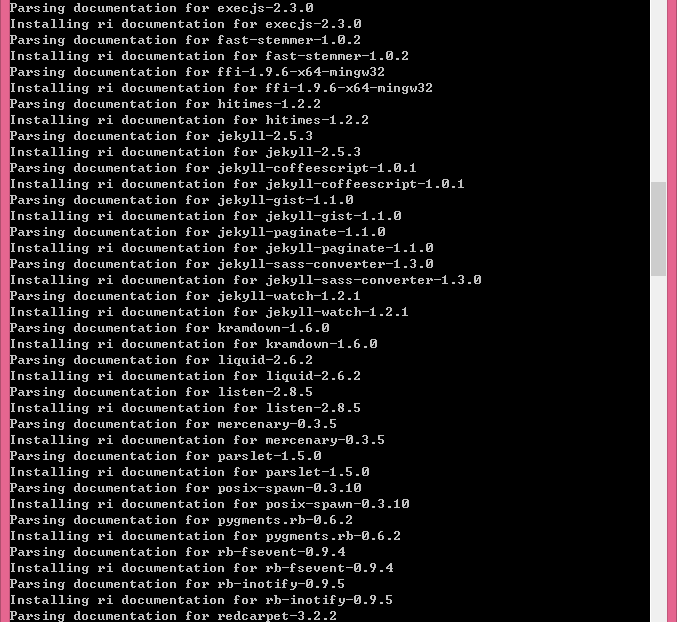 Parsing documentation for execjs-2.3.0
Installing ri documentation for execjs-2.3.0
Parsing documentation for fast-stemmer-1.0.2
Installing ri documentation for fast-stemmer-1.0.2
Parsing documentation for ffi-1.9.6-x64-mingw32
Installing ri documentation for ffi-1.9.6-x64-mingw32
Parsing documentation for hitimes-1.2.2
Installing ri documentation for hitimes-1.2.2
Parsing documentation for jekyll-2.5.3
Installing ri documentation for jekyll-2.5.3
Parsing documentation for jekyll-coffeescript-1.0.1
Installing ri documentation for jekyll-coffeescript-1.0.1
Parsing documentation for jekyll-gist-1.1.0
Installing ri documentation for jekyll-gist-1.1.0
Parsing documentation for jekyll-paginate-1.1.0
Installing ri documentation for jekyll-paginate-1.1.0
Parsing documentation for jekyll-sass-converter-1.3.0
Installing ri documentation for jekyll-sass-converter-1.3.0
Parsing documentation for jekyll-watch-1.2.1
Installing ri documentation for jekyll-watch-1.2.1
Parsing documentation for kramdown-1.6.0
Installing ri documentation for kramdown-1.6.0
Parsing documentation for liquid-2.6.2
Installing ri documentation for liquid-2.6.2
Parsing documentation for listen-2.8.5
Installing ri documentation for listen-2.8.5
Parsing documentation for mercenary-0.3.5
Installing ri documentation for mercenary-0.3.5
Parsing documentation for parslet-1.5.0
Installing ri documentation for parslet-1.5.0
Parsing documentation for posix-spawn-0.3.10
Installing ri documentation for posix-spawn-0.3.10
Parsing documentation for pygments.rb-0.6.2
Installing ri documentation for pygments.rb-0.6.2
Parsing documentation for rb-fsevent-0.9.4
Installing ri documentation for rb-fsevent-0.9.4
Parsing documentation for rb-inotify-0.9.5
Installing ri documentation for rb-inotify-0.9.5
Parsing documentation for redcarpet-3.2.2